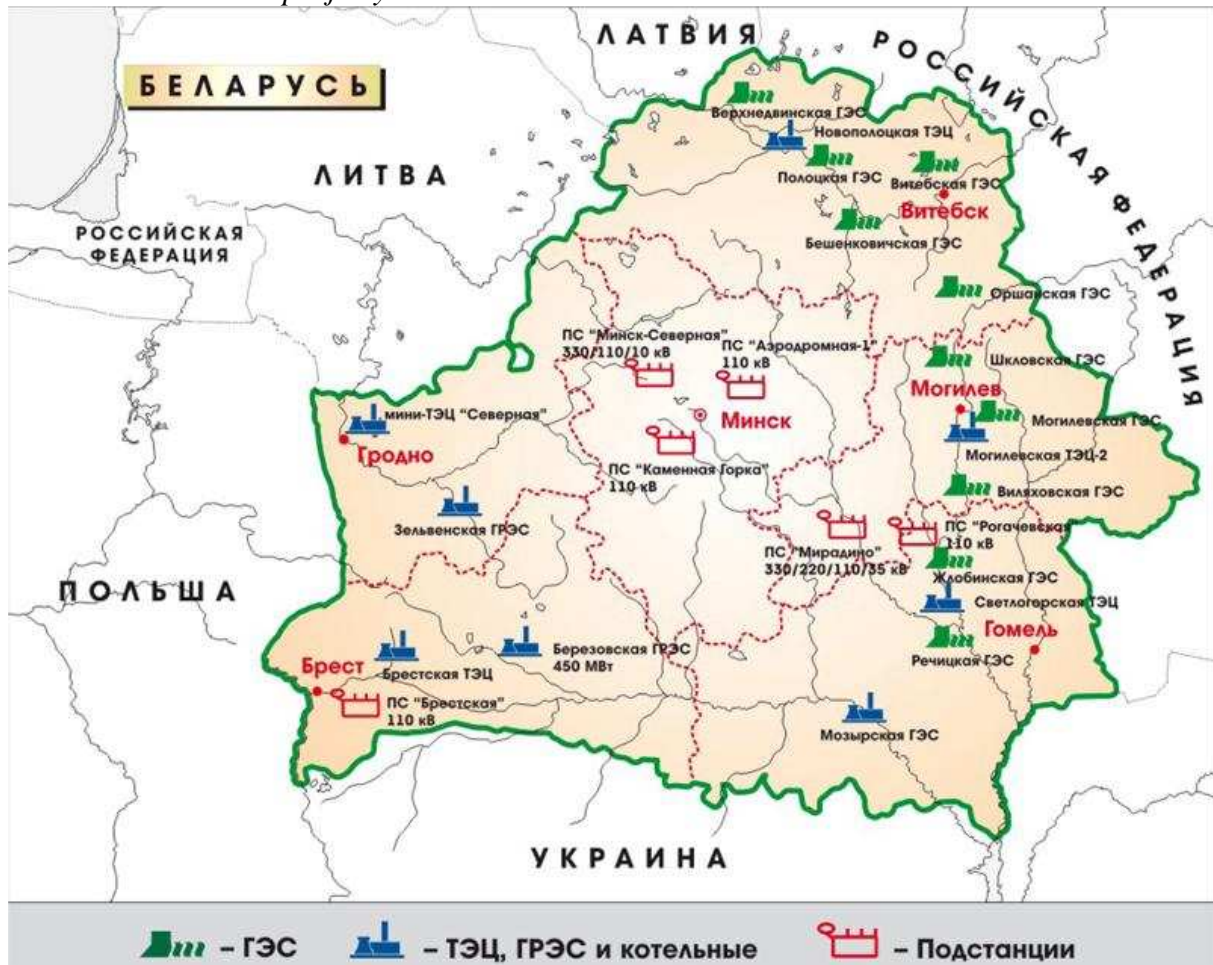 ЛАТВИЯ
РОССИЙСКАЯ ФЕДЕРАЦИЯ
БЕЛАРУСЬ
Верхнедвинская ГЭС
Новополоцкая ТЭЦ
ЛИТВА
Полоцкая ГЭС
Витебская ГЭС
Витебск
РОССИЙСКАЯ
ФЕДЕРАЦИЯ
Бешенковичская ГЭС
Оршанская ГЭС
ПС "Минск-Северная"
330/110/10 кВ
ПС "Аэродромная-1"
110 кВ
Шкловская ГЭС
Могилев
мини-ТЭЦ "Северная"
Минск
Могилевская ГЭС
Гродно
Могилевская ТЭЦ-2
ПС "Каменная Горка"
110 кВ
Виляховская ГЭС
Зельвенская ГРЭС
ПС "Мирадино"
330/220/110/35 кВ
ПС "Рогачевская"
110 кВ
Жлобинская ГЭС
ПОЛЬША
Светлогорская ТЭЦ
Гомель
Березовская ГРЭС
450 МВт
Речицкая ГЭС
Брест
Брестская ТЭЦ
ПС "Брестская"
110 кВ
Мозырская ГЭС
УКРАИНА
– ГЭС
– ТЭЦ, ГРЭС и котельные
– Подстанции